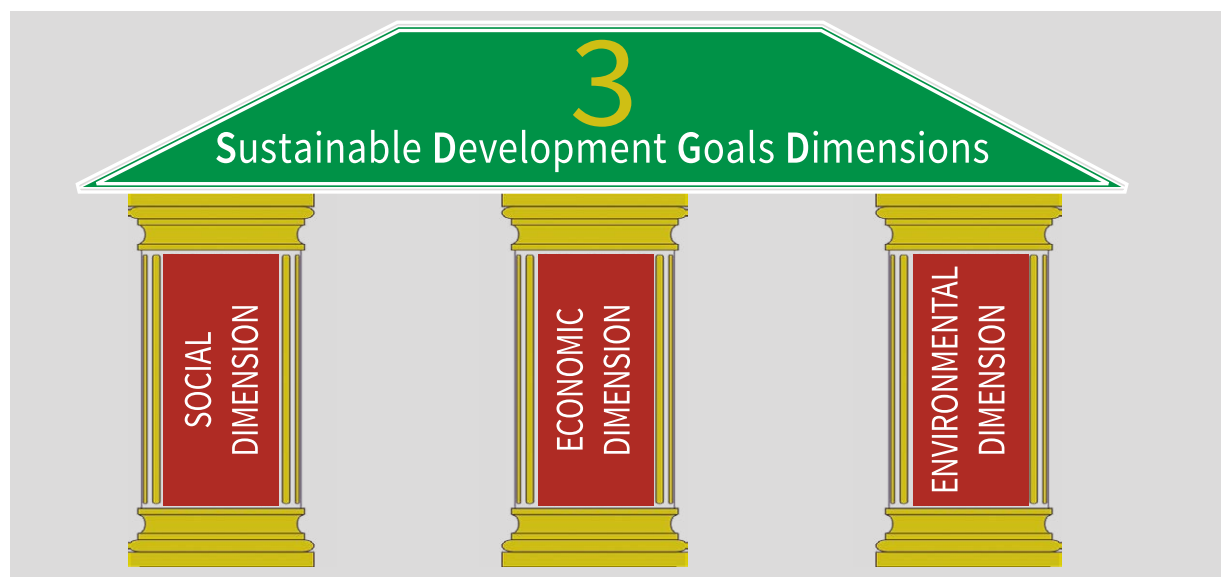 3
Sustainable Development Goals Dimensions
SOCIAL
DIMENSION
ECONOMIC
DIMENSION
ENVIRONMENTAL
DIMENSION